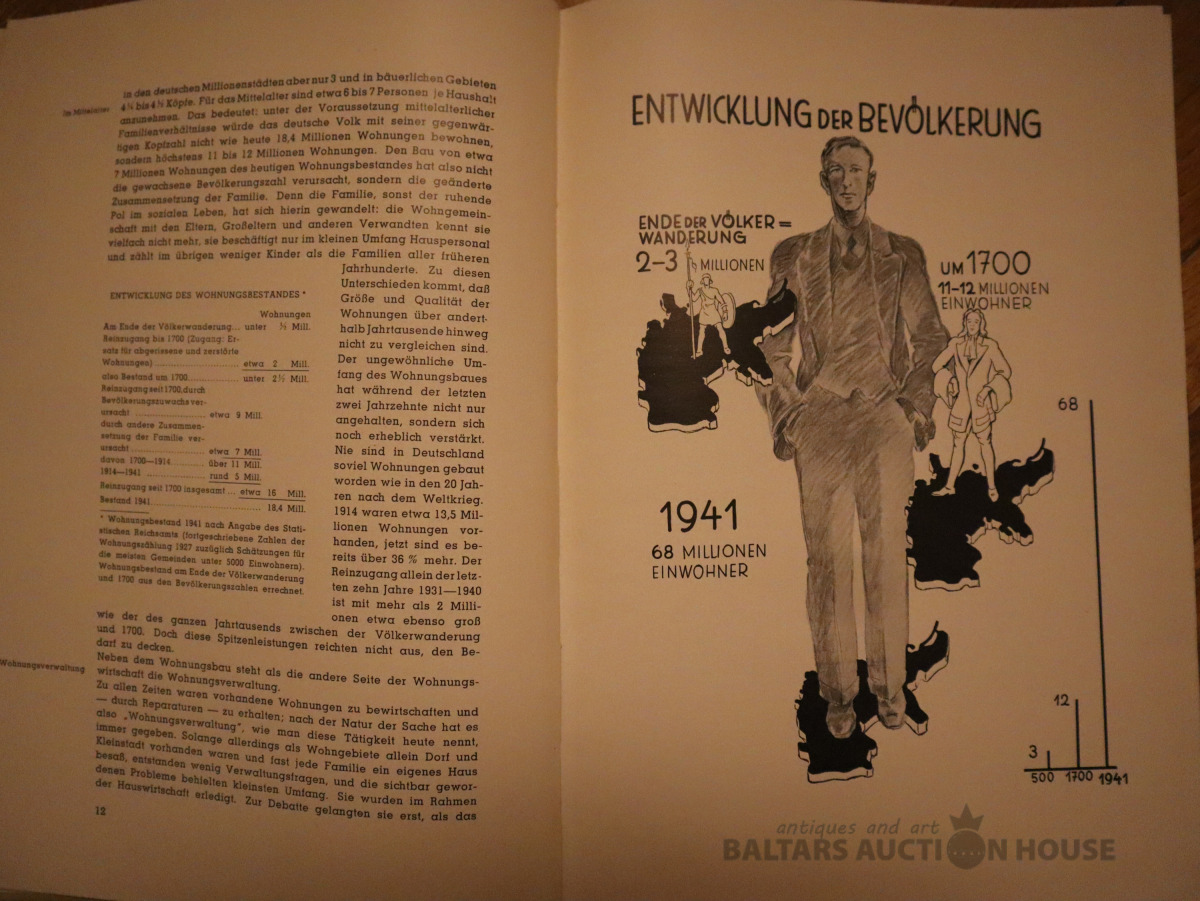 in den deutschen Millionenstädten aber nur 3 und in bäuerlichen Gebieten
Im Mittelalter
4¼ bis 4½ Köpfe. Für das Mittelalter sind etwa 6 bis 7 Personen je Haushalt
anzunehmen. Das bedeutet: unter der Voraussetzung mittelalterlicher
Familienverhältnisse würde das deutsche Volk mit seiner gegenwär-
tigen Kopfzahl nicht wie heute 18,4 Millionen Wohnungen bewohnen,
sondern höchstens 11 bis 12 Millionen Wohnungen. Den Bau von etwa
7 Millionen Wohnungen des heutigen Wohnungsbestandes hat also nicht
die gewachsene Bevölkerungszahl verursacht, sondern die geänderte
Zusammensetzung der Familie. Denn die Familie, sonst der ruhende
Pol im sozialen Leben, hat sich hierin gewandelt: die Wohngemein-
schaft mit den Eltern, Großeltern und anderen Verwandten kennt sie
vielfach nicht mehr, sie beschäftigt nur im kleinen Umfang Hauspersonal
und zählt im übrigen weniger Kinder als die Familien aller früheren
Jahrhunderte. Zu diesen
Unterschieden kommt, daß
Größe und Qualität der
Wohnungen über andert-
halb Jahrtausende hinweg
nicht zu vergleichen sind.
Der ungewöhnliche Um-
fang des Wohnungsbaues
hat während der letzten
zwei Jahrzehnte nicht nur
angehalten, sondern sich
noch erheblich verstärkt.
Nie sind in Deutschland
soviel Wohnungen gebaut
worden wie in den 20 Jah-
ren nach dem Weltkrieg.
1914 waren etwa 13,5 Mil-
lionen Wohnungen vor-
handen, jetzt sind es be-
reits über 36 % mehr. Der
Reinzugang allein der letz-
ten zehn Jahre 1931—1940
ist mit mehr als 2 Milli-
onen etwa ebenso groß
ENTWICKLUNG DES WOHNUNGSBESTANDES *
Wohnungen
Am Ende der Völkerwanderung... unter ½ Mill.
Reinzugang bis 1700 (Zugang: Er-
satz für abgerissene und zerstörte
Wohnungen) etwa 2 Mill.
also Bestand um 1700 unter 2½ Mill.
Reinzugang seit 1700, durch
Bevölkerungszuwachs ver-
ursacht etwa 9 Mill.
durch andere Zusammen-
setzung der Familie ver-
ursacht etwa 7 Mill.
davon 1700—1914 über 11 Mill.
1914—1941 rund 5 Mill.
Reinzugang seit 1700 insgesamt ... etwa 16 Mill.
Bestand 1941 18,4 Mill.
* Wohnungsbestand 1941 nach Angabe des Stati-
stischen Reichsamts (fortgeschriebene Zahlen der
Wohnungszählung 1927 zuzüglich Schätzungen für
die meisten Gemeinden unter 5000 Einwohnern).
Wohnungsbestand am Ende der Völkerwanderung
und 1700 aus den Bevölkerungszahlen errechnet.
wie der des ganzen Jahrtausends zwischen der Völkerwanderung
und 1700. Doch diese Spitzenleistungen reichten nicht aus, den Be-
darf zu decken.
Wohnungsverwaltung
Neben dem Wohnungsbau steht als die andere Seite der Wohnungs-
wirtschaft die Wohnungsverwaltung.
Zu allen Zeiten waren vorhandene Wohnungen zu bewirtschaften und
— durch Reparaturen — zu erhalten; nach der Natur der Sache hat es
also „Wohnungsverwaltung", wie man diese Tätigkeit heute nennt,
immer gegeben. Solange allerdings als Wohngebiete allein Dorf und
Kleinstadt vorhanden waren und fast jede Familie ein eigenes Haus
besaß, entstanden wenig Verwaltungsfragen, und die sichtbar gewor-
denen Probleme behielten kleinsten Umfang. Sie wurden im Rahmen
der Hauswirtschaft erledigt. Zur Debatte gelangten sie erst, als das
12
ENTWICKLUNG DER BEVÖLKERUNG
ENDE DER VÖLKER=
WANDERUNG
2–3 MILLIONEN
UM 1700
11–12 MILLIONEN
EINWOHNER
1941
68 MILLIONEN
EINWOHNER
68
12
3
500 1700 1941
antiques and art
BALTARS AUCTION HOUSE